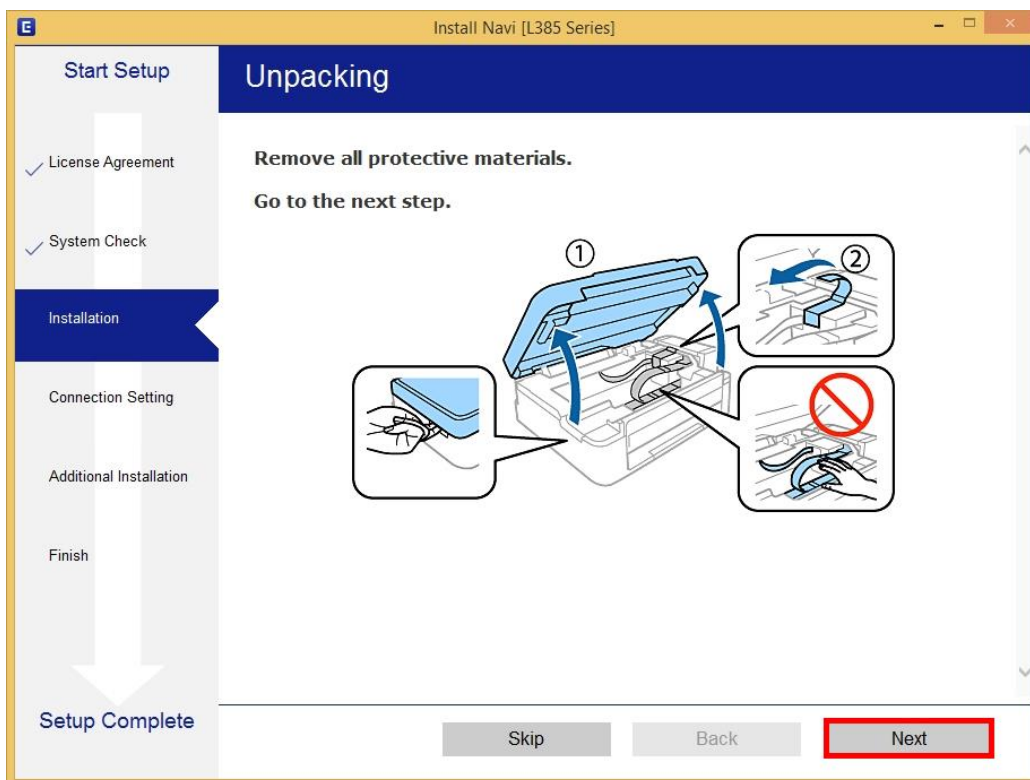 E
Install Navi [L385 Series]
Start Setup
Unpacking
License Agreement
System Check
Installation
Connection Setting
Additional Installation
Finish
Setup Complete
Remove all protective materials.
Go to the next step.
①
②
Skip
Back
Next